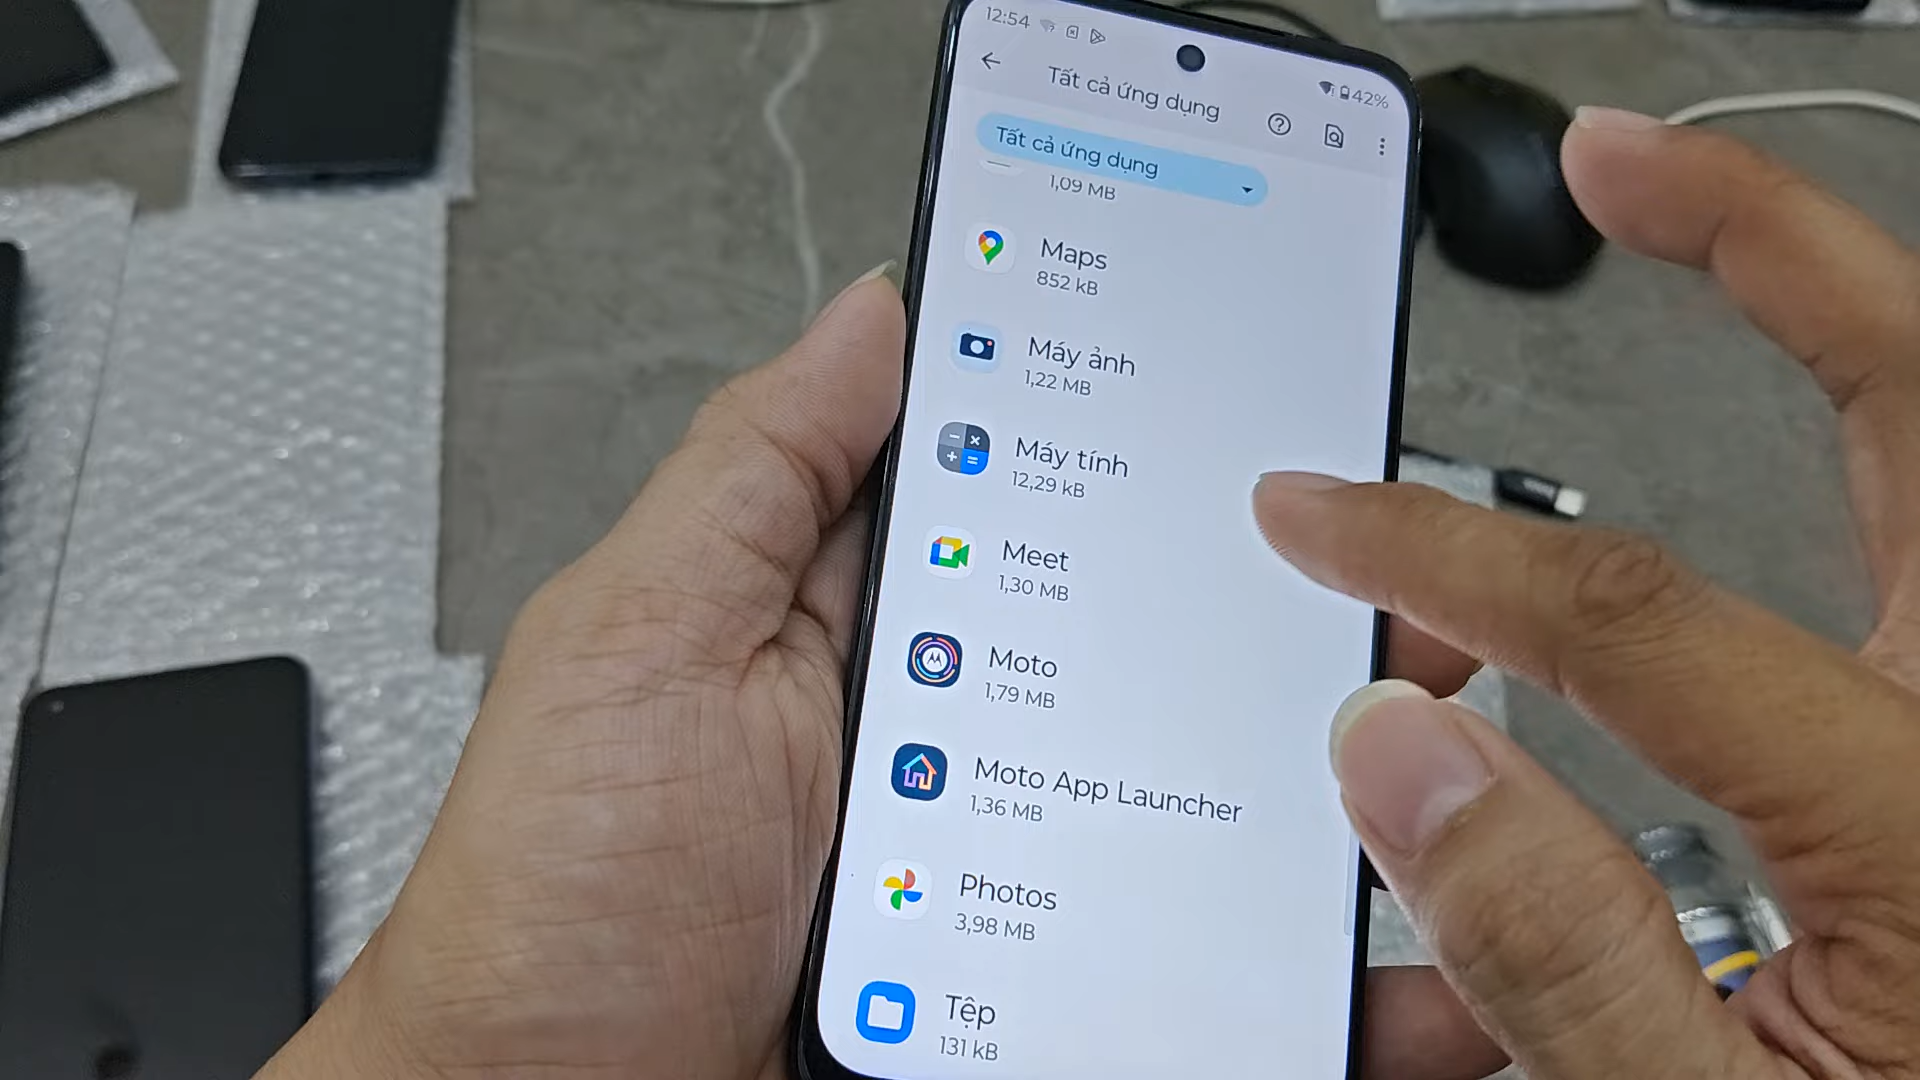 12:54
42%
Tất cả ứng dụng
Tất cả ứng dụng
1,09 MB
Maps
852 kB
Máy ảnh
1,22 MB
Máy tính
12,29 kB
Meet
1,30 MB
Moto
1,79 MB
Moto App Launcher
1,36 MB
Photos
3,98 MB
Tệp
131 kB